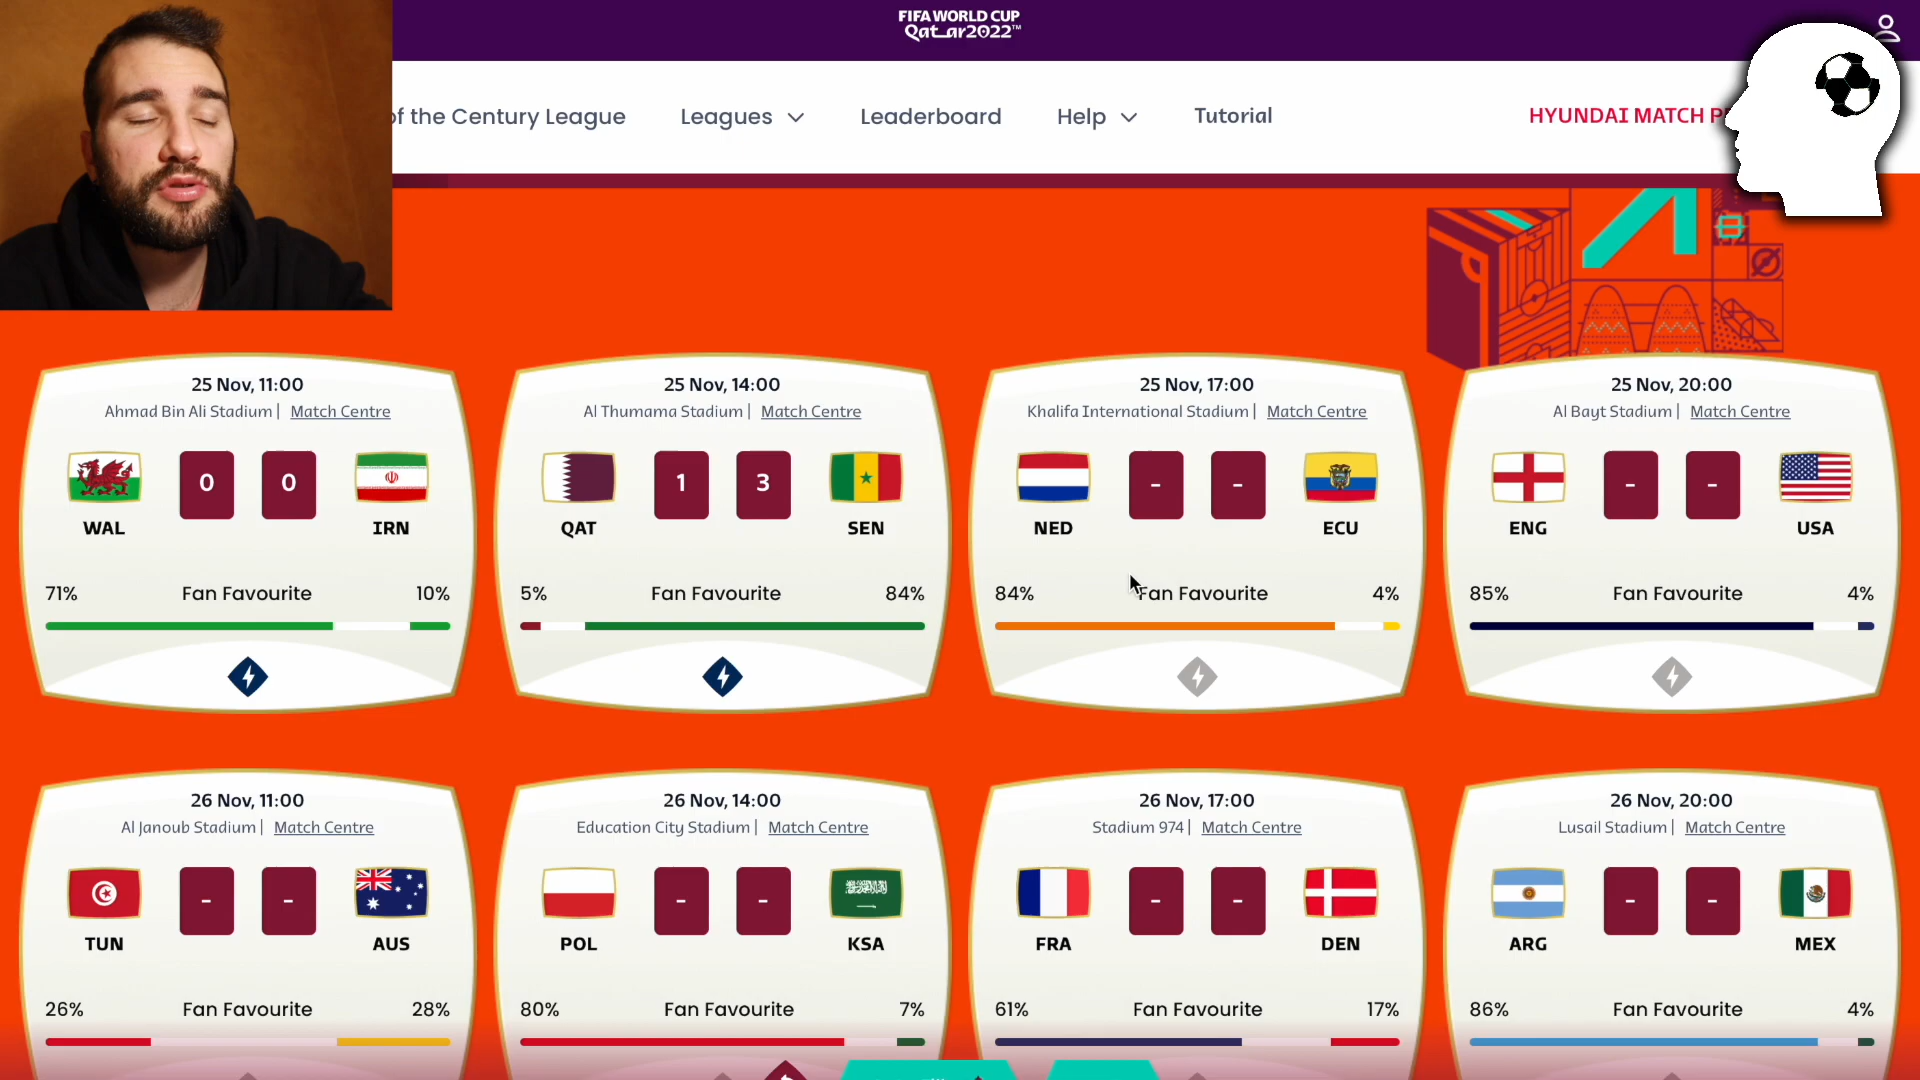 FIFA WORLD CUP
Qatar2022™
of the Century League
Leagues
Leaderboard
Help
Tutorial
HYUNDAI MATCH
25 Nov, 11:00
Ahmad Bin Ali Stadium | Match Centre
0 0
WAL IRN
71% Fan Favourite 10%
25 Nov, 14:00
Al Thumama Stadium | Match Centre
1 3
QAT SEN
5% Fan Favourite 84%
25 Nov, 17:00
Khalifa International Stadium | Match Centre
- -
NED ECU
84% Fan Favourite 4%
25 Nov, 20:00
Al Bayt Stadium | Match Centre
- -
ENG USA
85% Fan Favourite 4%
26 Nov, 11:00
Al Janoub Stadium | Match Centre
- -
TUN AUS
26% Fan Favourite 28%
26 Nov, 14:00
Education City Stadium | Match Centre
- -
POL KSA
80% Fan Favourite 7%
26 Nov, 17:00
Stadium 974 | Match Centre
- -
FRA DEN
61% Fan Favourite 17%
26 Nov, 20:00
Lusail Stadium | Match Centre
- -
ARG MEX
86% Fan Favourite 4%